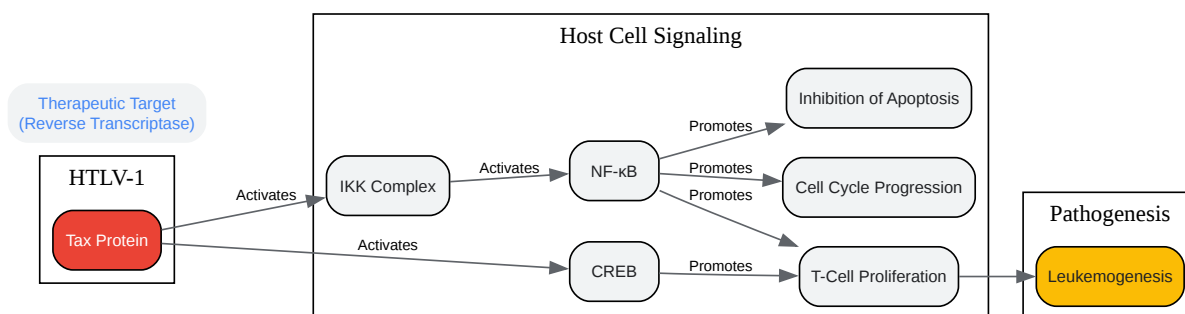 Host Cell Signaling
Therapeutic Target
(Reverse Transcriptase)
HTLV-1
Tax Protein
Activates
Activates
IKK Complex
Activates
NF-κB
CREB
Promotes
Promotes
Promotes
Promotes
Inhibition of Apoptosis
Cell Cycle Progression
T-Cell Proliferation
Pathogenesis
Leukemogenesis